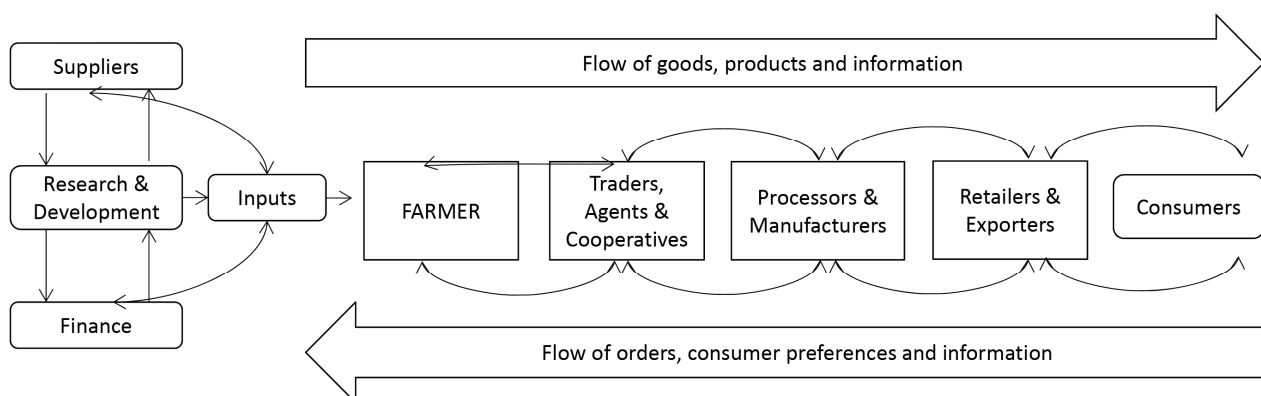 Suppliers
Flow of goods, products and information
Research &
Development
Inputs
FARMER
Traders,
Agents &
Cooperatives
Processors &
Manufacturers
Retailers &
Exporters
Consumers
Finance
Flow of orders, consumer preferences and information